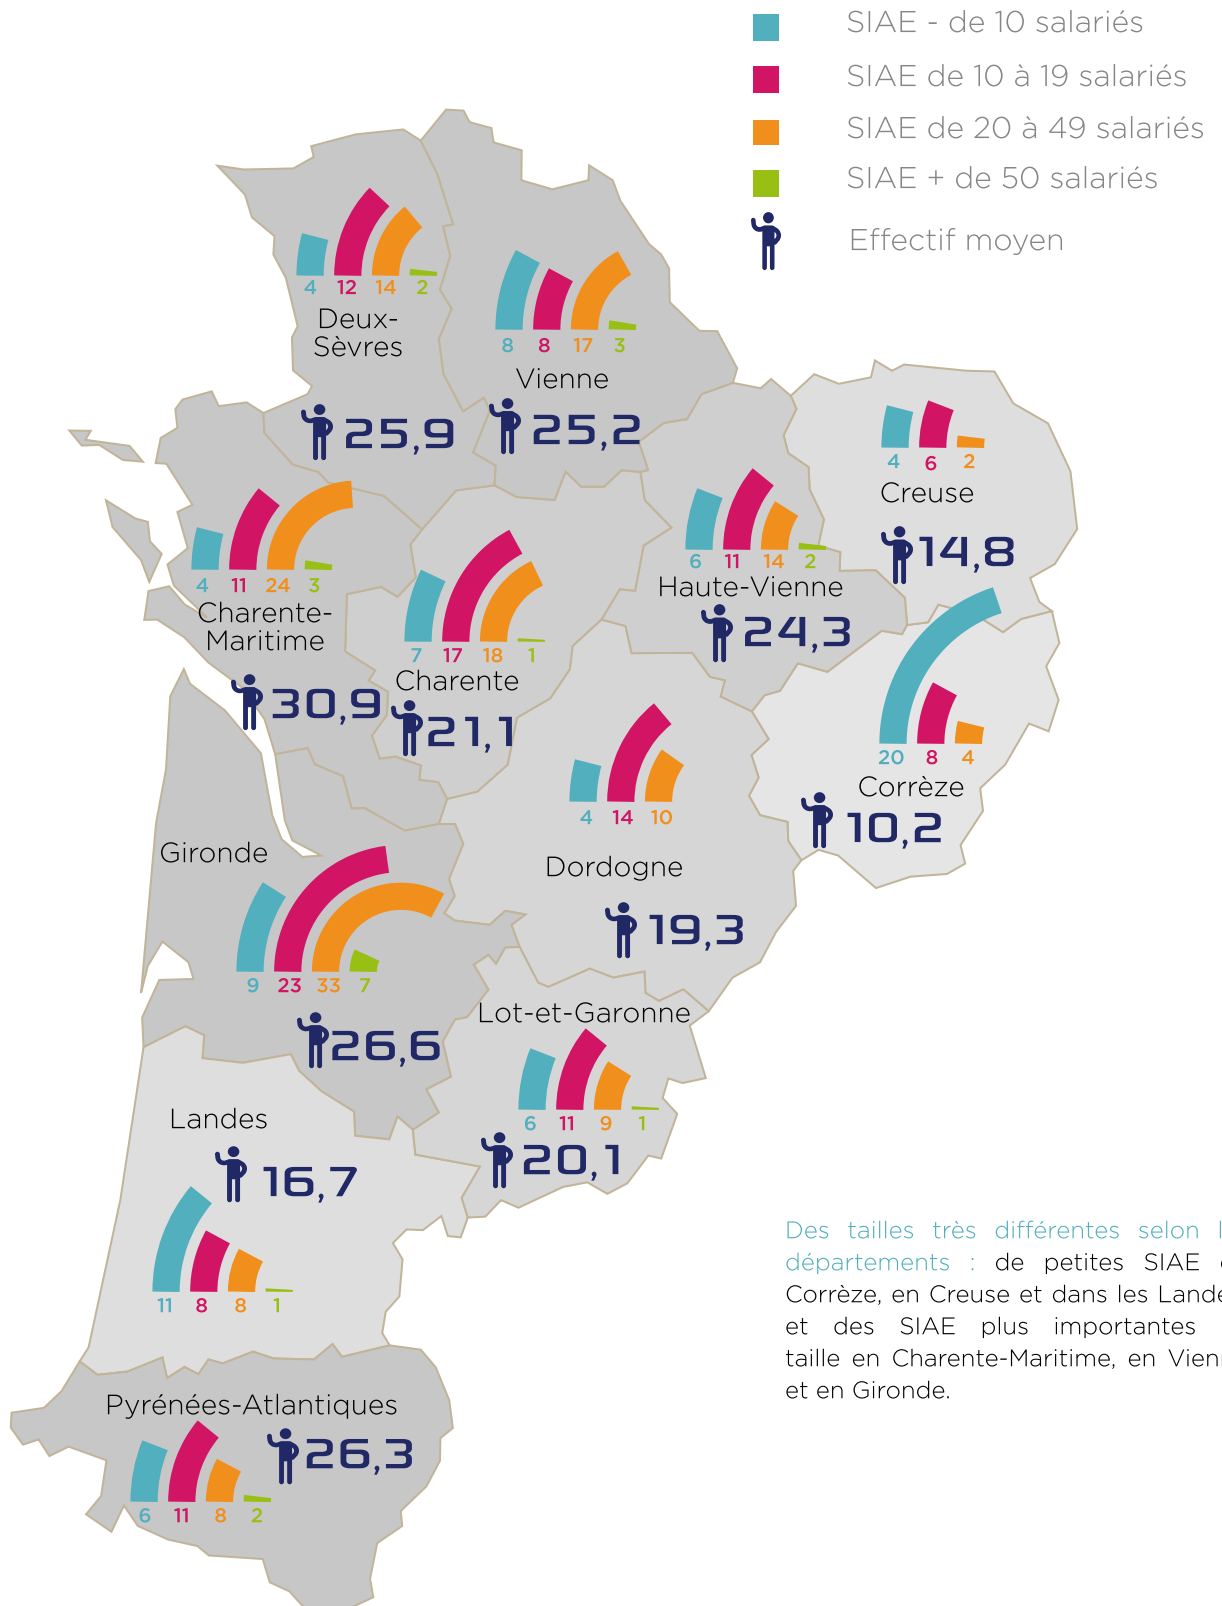 SIAE - de 10 salariés
SIAE de 10 à 19 salariés
SIAE de 20 à 49 salariés
SIAE + de 50 salariés
Effectif moyen
4 12 14 2
Deux-
Sèvres
25,9
8 8 17 3
Vienne
25,2
4 6 2
Creuse
14,8
4 11 24 3
Charente-
Maritime
30,9
7 17 18 1
Charente
21,1
6 11 14 2
Haute-Vienne
24,3
20 8 4
Corrèze
10,2
4 14 10
Dordogne
19,3
Gironde
9 23 33 7
26,6
Lot-et-Garonne
6 11 9 1
20,1
Landes
16,7
11 8 8 1
Pyrénées-Atlantiques
26,3
6 11 8 2
Des tailles très différentes selon
départements : de petites SIAE
Corrèze, en Creuse et dans les Lande
et des SIAE plus importantes
taille en Charente-Maritime, en Vienn
et en Gironde.